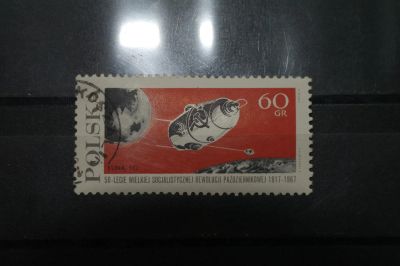 POLSKA
60
GR
50-LECIE WIELKIEJ SOCJALISTYCZNEJ REWOLUCJI PAŹDZIERNIKOWEJ 1917-1967